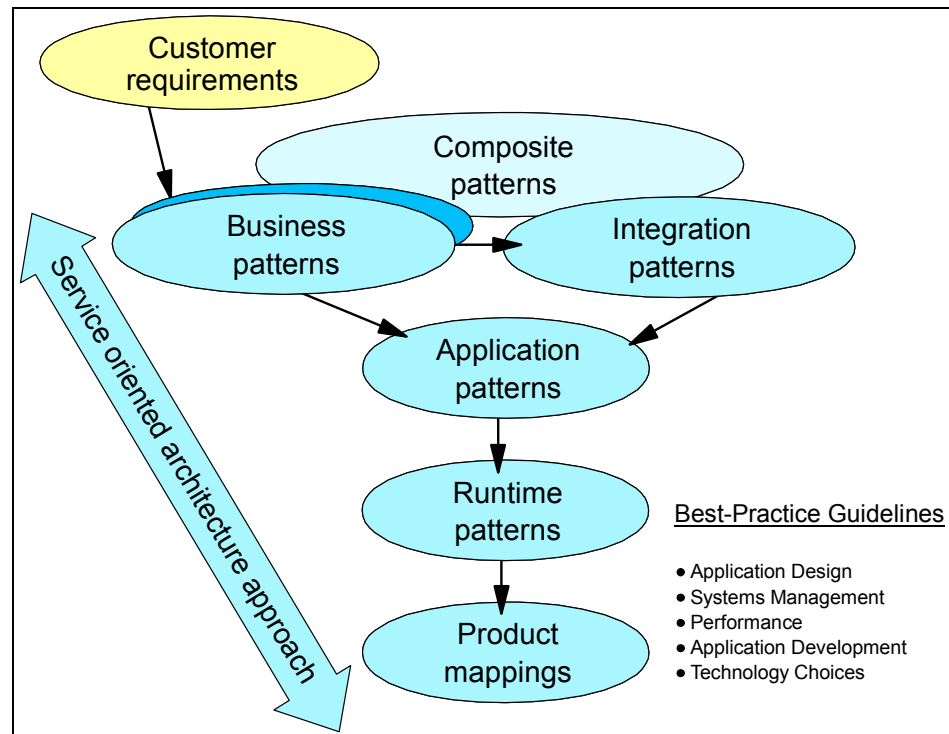 Customer
requirements
Composite
patterns
Business
patterns
Integration
patterns
Service oriented architecture approach
Application
patterns
Runtime
patterns
Best-Practice Guidelines
• Application Design
• Systems Management
• Performance
• Application Development
• Technology Choices
Product
mappings